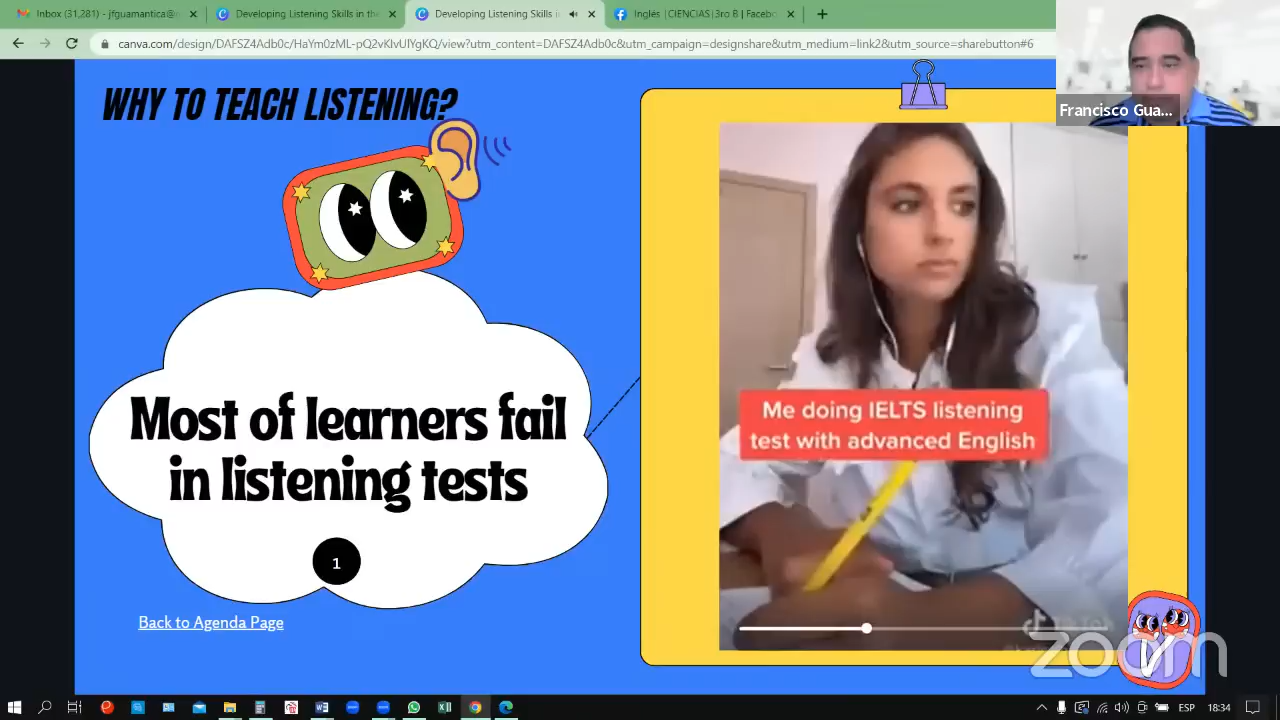 Inbox (31,281) - jfguamantica@
Developing Listening Skills in the
Developing Listening Skills i
Inglés |CIENCIAS|3ro B | Faceb
canva.com/design/DAFSZ4Adb0c/HaYm0zML-pQ2vKlvUlYgKQ/view?utm_content=DAFSZ4Adb0c&utm_campaign=designshare&utm_medium=link2&utm_source=sharebutton#6
Francisco Gua...
WHY TO TEACH LISTENING?
Most of learners fail
in listening tests
1
Back to Agenda Page
Me doing IELTS listening
test with advanced English
zoom
ESP
18:34